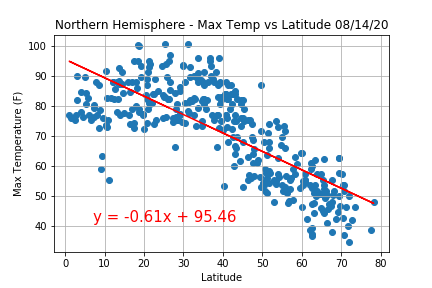 Northern Hemisphere - Max Temp vs Latitude 08/14/20
100
90
80
70
60
50
40
Max Temperature (F)
y = -0.61x + 95.46
0 10 20 30 40 50 60 70 80
Latitude